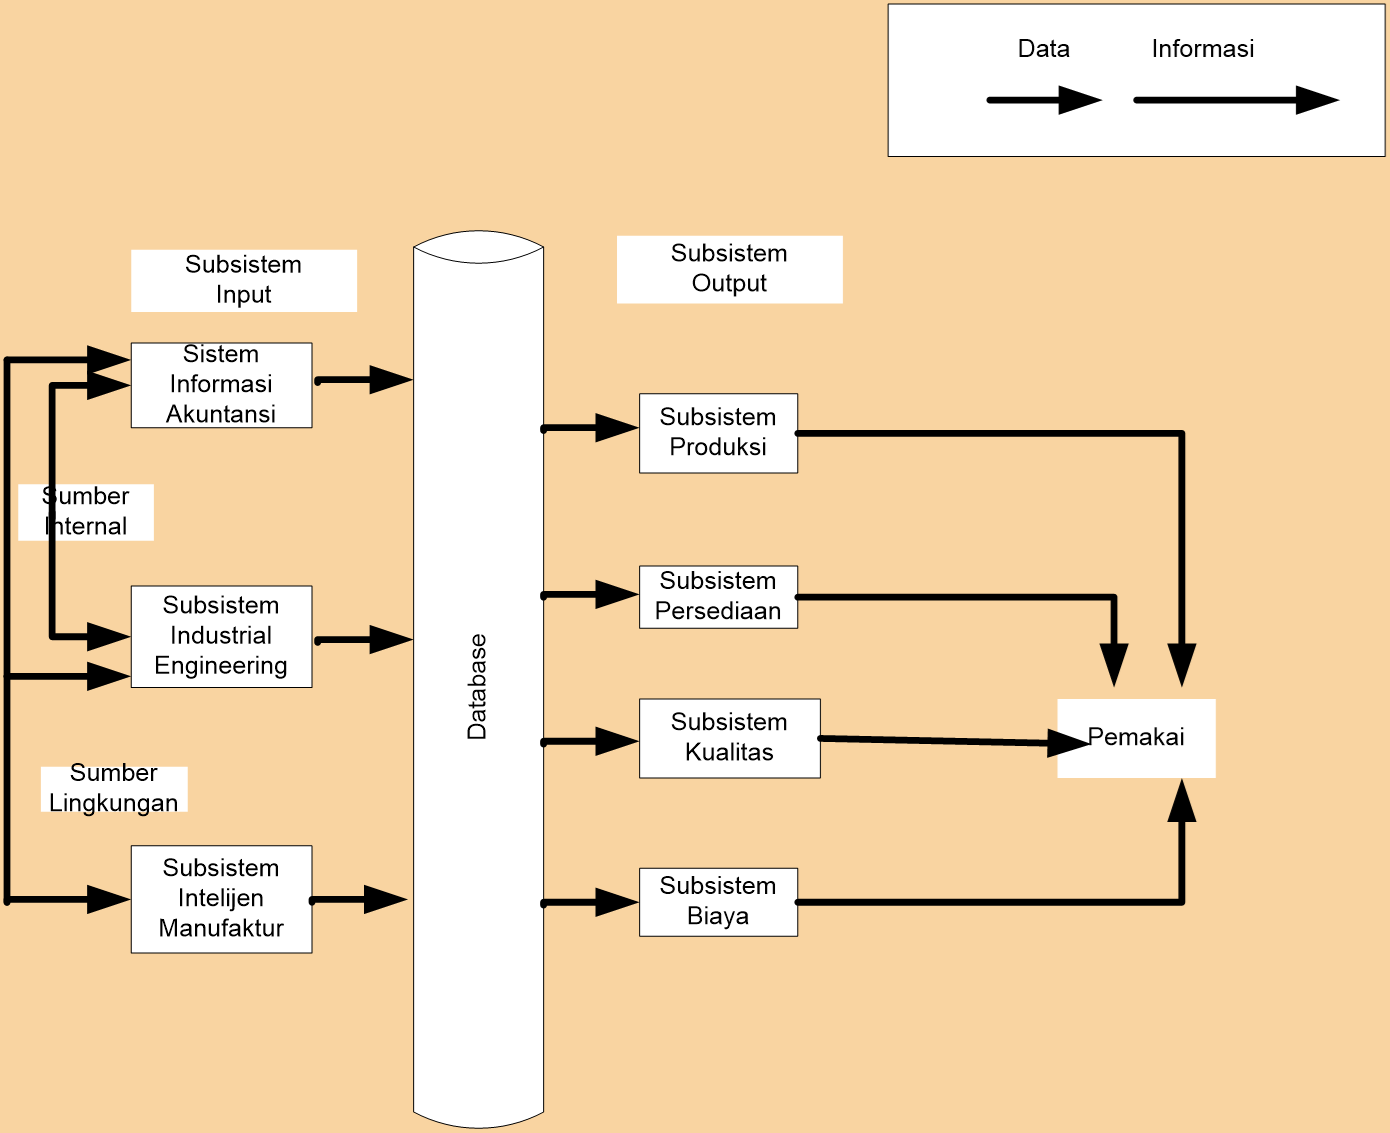 Data
Informasi
Subsistem
Input
Subsistem
Output
Sistem
Informasi
Akuntansi
Sumber
Internal
Subsistem
Industrial
Engineering
Sumber
Lingkungan
Subsistem
Intelijen
Manufaktur
Database
Subsistem
Produksi
Subsistem
Persediaan
Subsistem
Kualitas
Subsistem
Biaya
Pemakai